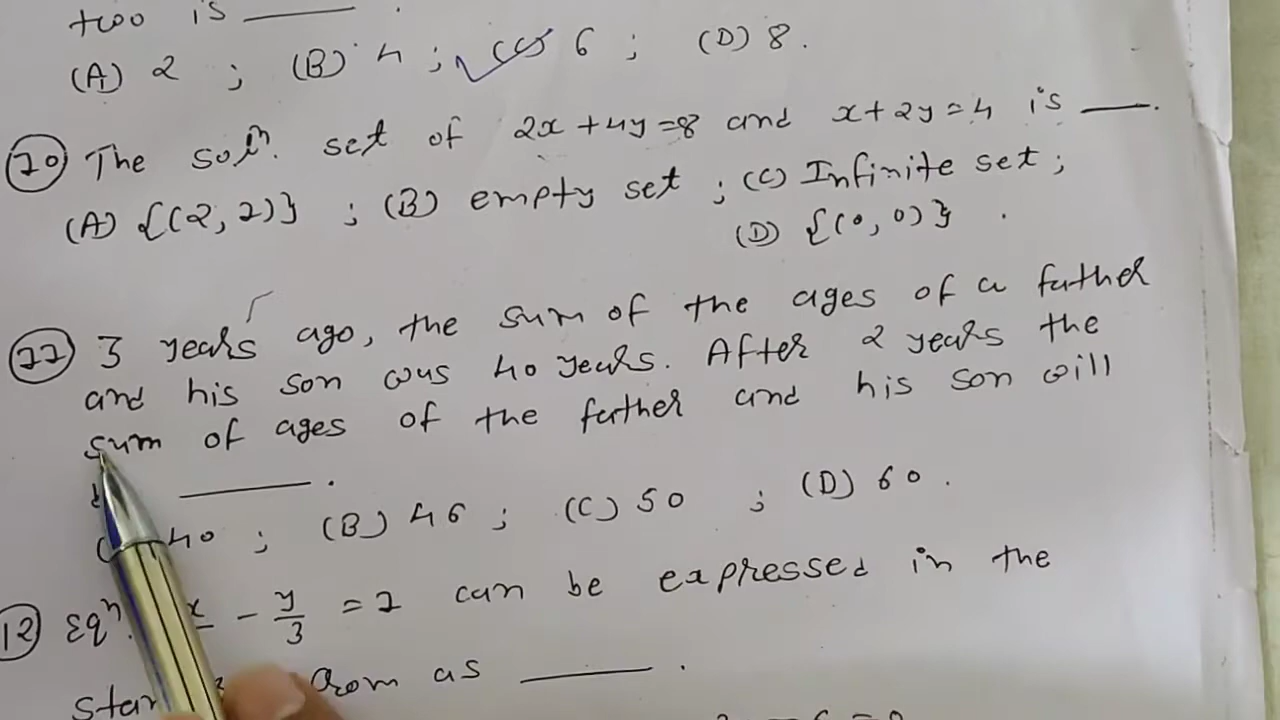 two is ______ .
(A) 2 ; (B) 4 ; (C) 6 ; (D) 8.
(10) The solⁿ. set of 2x + 4y = 8 and x + 2y = 4 is ____.
(A) {(2, 2)} ; (B) empty set ; (C) Infinite set ;
(D) {(0, 0)} .
(11) 3 years ago, the sum of the ages of a father
and his son was 40 years. After 2 years the
sum of ages of the father and his son will
______ .
40 ; (B) 46 ; (C) 50 ; (D) 60 .
(12) Eqⁿ. - y/3 = 1 can be expressed in the
as ______ .